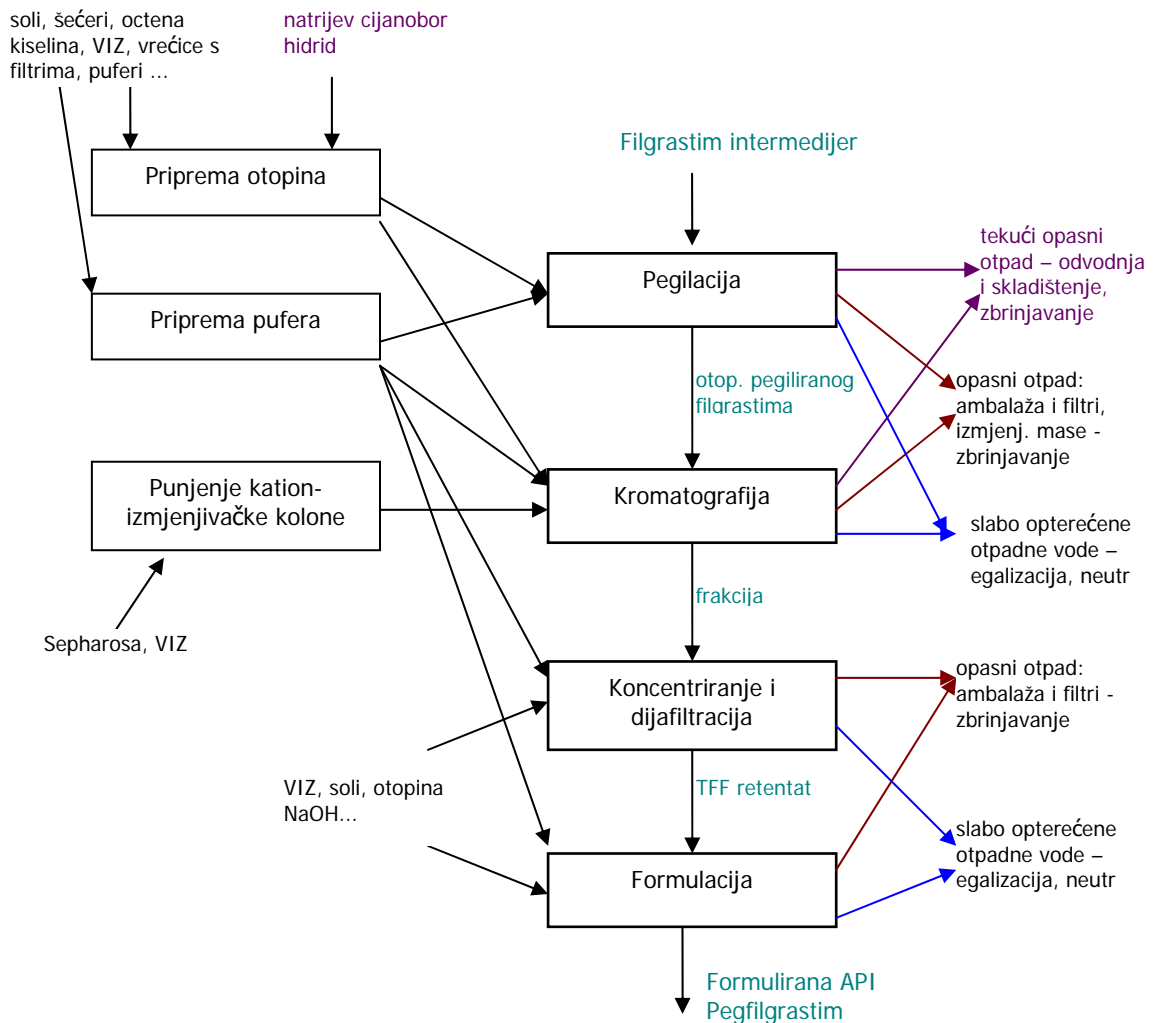 soli, šećeri, octena
kiselina, VIZ, vrećice s
filtrima, puferi ...
natrijev cijanobor
hidrid
Filgrastim intermedijer
Priprema otopina
Pegilacija
tekući opasni
otpad – odvodnja
i skladištenje,
zbrinjavanje
Priprema pufera
otop. pegiliranog
filgrastima
opasni otpad:
ambalaža i filtri,
izmjenj. mase -
zbrinjavanje
Punjenje kation-
izmjenjivačke kolone
Kromatografija
slabo opterećene
otpadne vode –
egalizacija, neutr
frakcija
Sepharosa, VIZ
Koncentriranje i
dijafiltracija
opasni otpad:
ambalaža i filtri -
zbrinjavanje
VIZ, soli, otopina
NaOH...
TFF retentat
slabo opterećene
otpadne vode –
egalizacija, neutr
Formulacija
Formulirana API
Pegfilgrastim